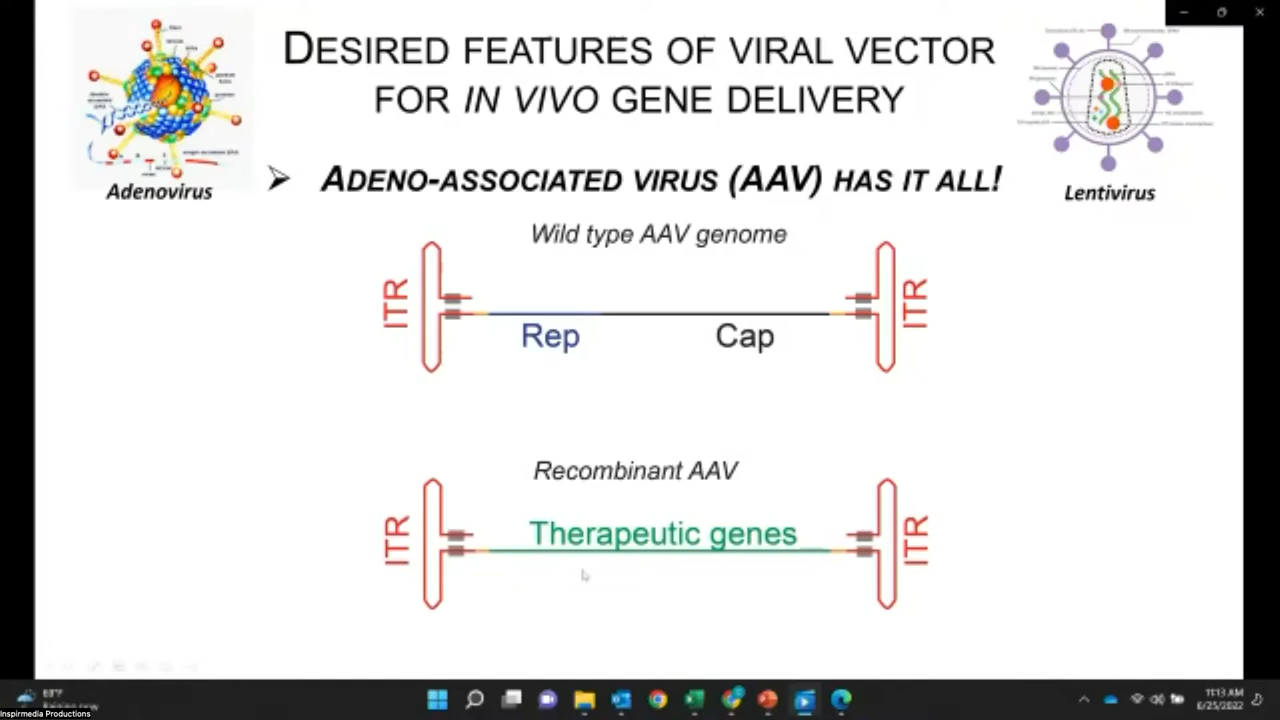 DESIRED FEATURES OF VIRAL VECTOR
FOR IN VIVO GENE DELIVERY
Adenovirus
➢ ADENO-ASSOCIATED VIRUS (AAV) HAS IT ALL!
Lentivirus
Wild type AAV genome
ITR
ITR
Rep
Cap
Recombinant AAV
ITR
Therapeutic genes
ITR
11:13 AM
6/25/2022
Inspirmedia Productions